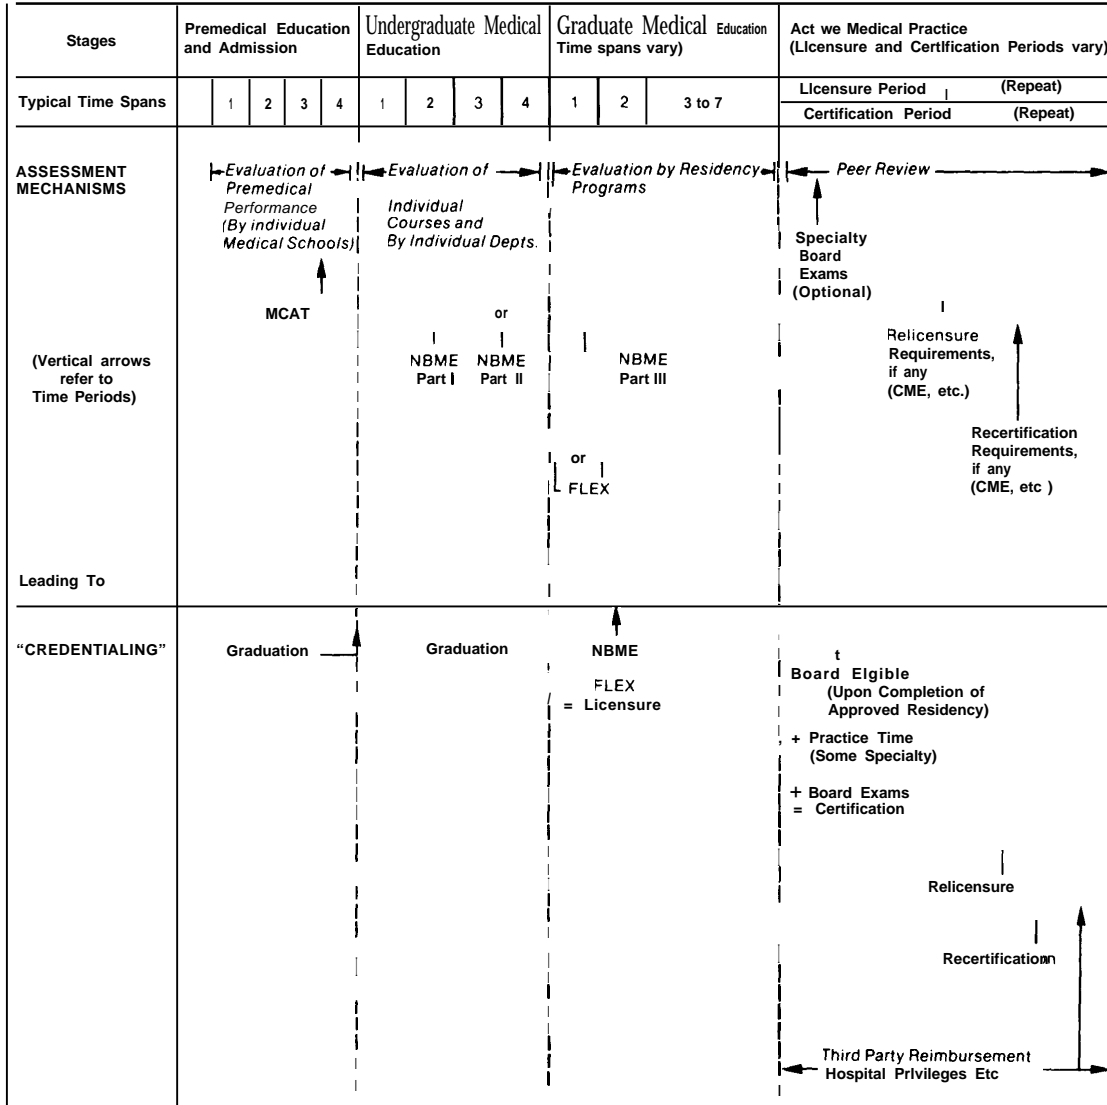 Stages
Premedical Education
and Admission
Undergraduate Medical
Education
Graduate Medical Education
Time spans vary)
Act we Medical Practice
(LIcensure and CertIfication Periods vary)
Typical Time Spans
1 2 3 4 1 2 3 4 1 2 3 to 7
LIcensure Period (Repeat)
Certification Period (Repeat)
ASSESSMENT
MECHANISMS
Evaluation of
Premedical
Performance
(By individual
Medical Schools)
Evaluation of
Individual
Courses and
By Individual Depts.
Evaluation by Residency
Programs
Peer Review
Specialty
Board
Exams
(Optional)
MCAT
or
(Vertical arrows
refer to
Time Periods)
NBME
Part I
NBME
Part II
NBME
Part III
Relicensure
Requirements,
if any
(CME, etc.)
Recertification
Requirements,
if any
(CME, etc )
or
FLEX
Leading To
"CREDENTIALING"
Graduation
Graduation
NBME
FLEX
= Licensure
t
Board Elgible
(Upon Completion of
Approved Residency)
+ Practice Time
(Some Specialty)
+ Board Exams
= Certification
Relicensure
Recertification
Third Party Reimbursement
Hospital PrIvileges Etc